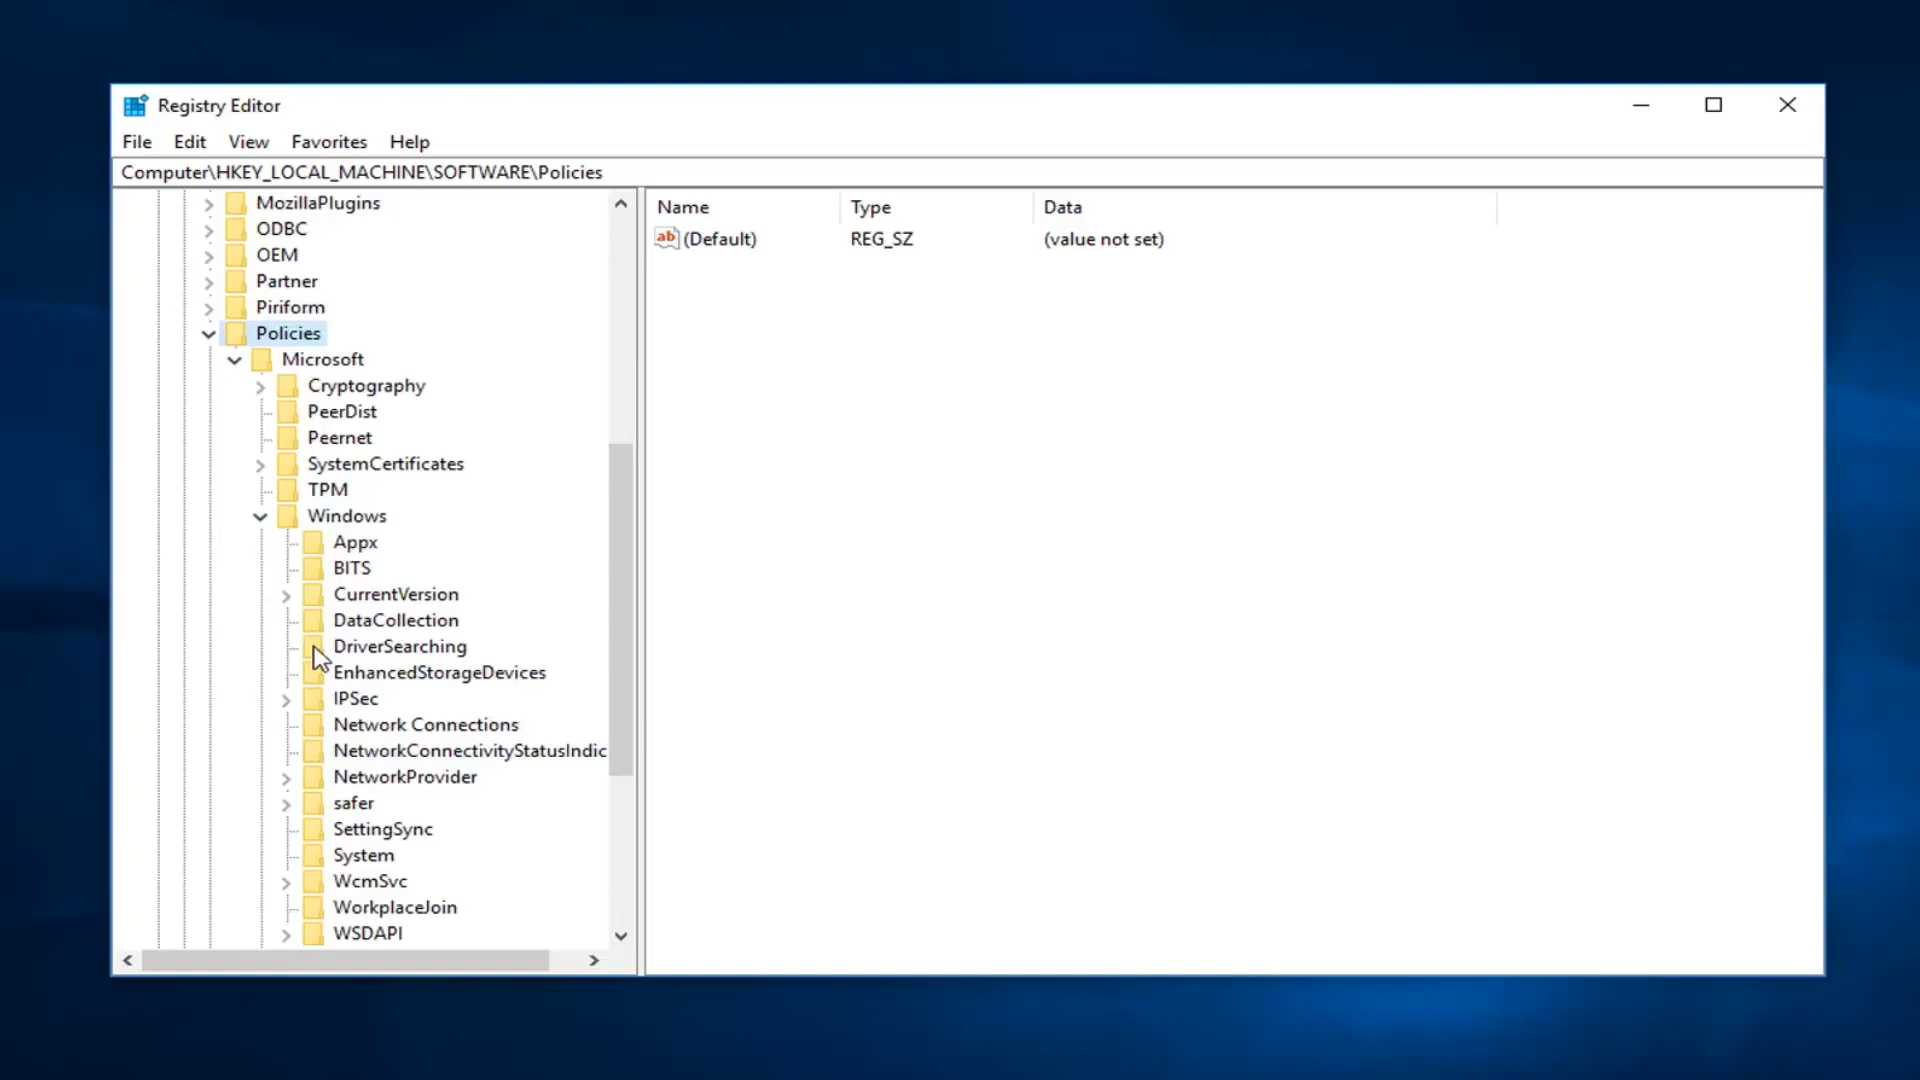 Registry Editor
File Edit View Favorites Help
Computer\HKEY_LOCAL_MACHINE\SOFTWARE\Policies
MozillaPlugins
ODBC
OEM
Partner
Piriform
Policies
Microsoft
Cryptography
PeerDist
Peernet
SystemCertificates
TPM
Windows
Appx
BITS
CurrentVersion
DataCollection
DriverSearching
EnhancedStorageDevices
IPSec
Network Connections
NetworkConnectivityStatusIndic
NetworkProvider
safer
SettingSync
System
WcmSvc
WorkplaceJoin
WSDAPI
Name Type Data
ab (Default) REG_SZ (value not set)